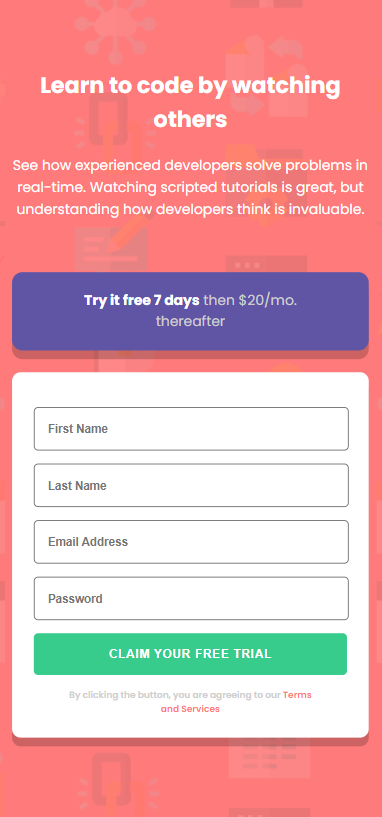 Learn to code by watching
others
See how experienced developers solve problems in
real-time. Watching scripted tutorials is great, but
understanding how developers think is invaluable.
Try it free 7 days then $20/mo.
thereafter
First Name
Last Name
Email Address
Password
CLAIM YOUR FREE TRIAL
By clicking the button, you are agreeing to our Terms
and Services